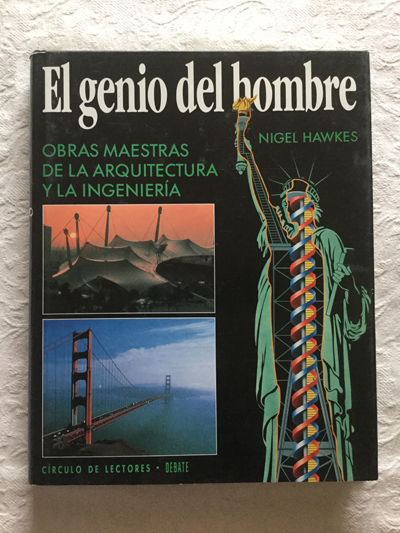 El genio del hombre
NIGEL HAWKES
OBRAS MAESTRAS
DE LA ARQUITECTURA
Y LA INGENIERÍA
CÍRCULO DE LECTORES • DEBATE